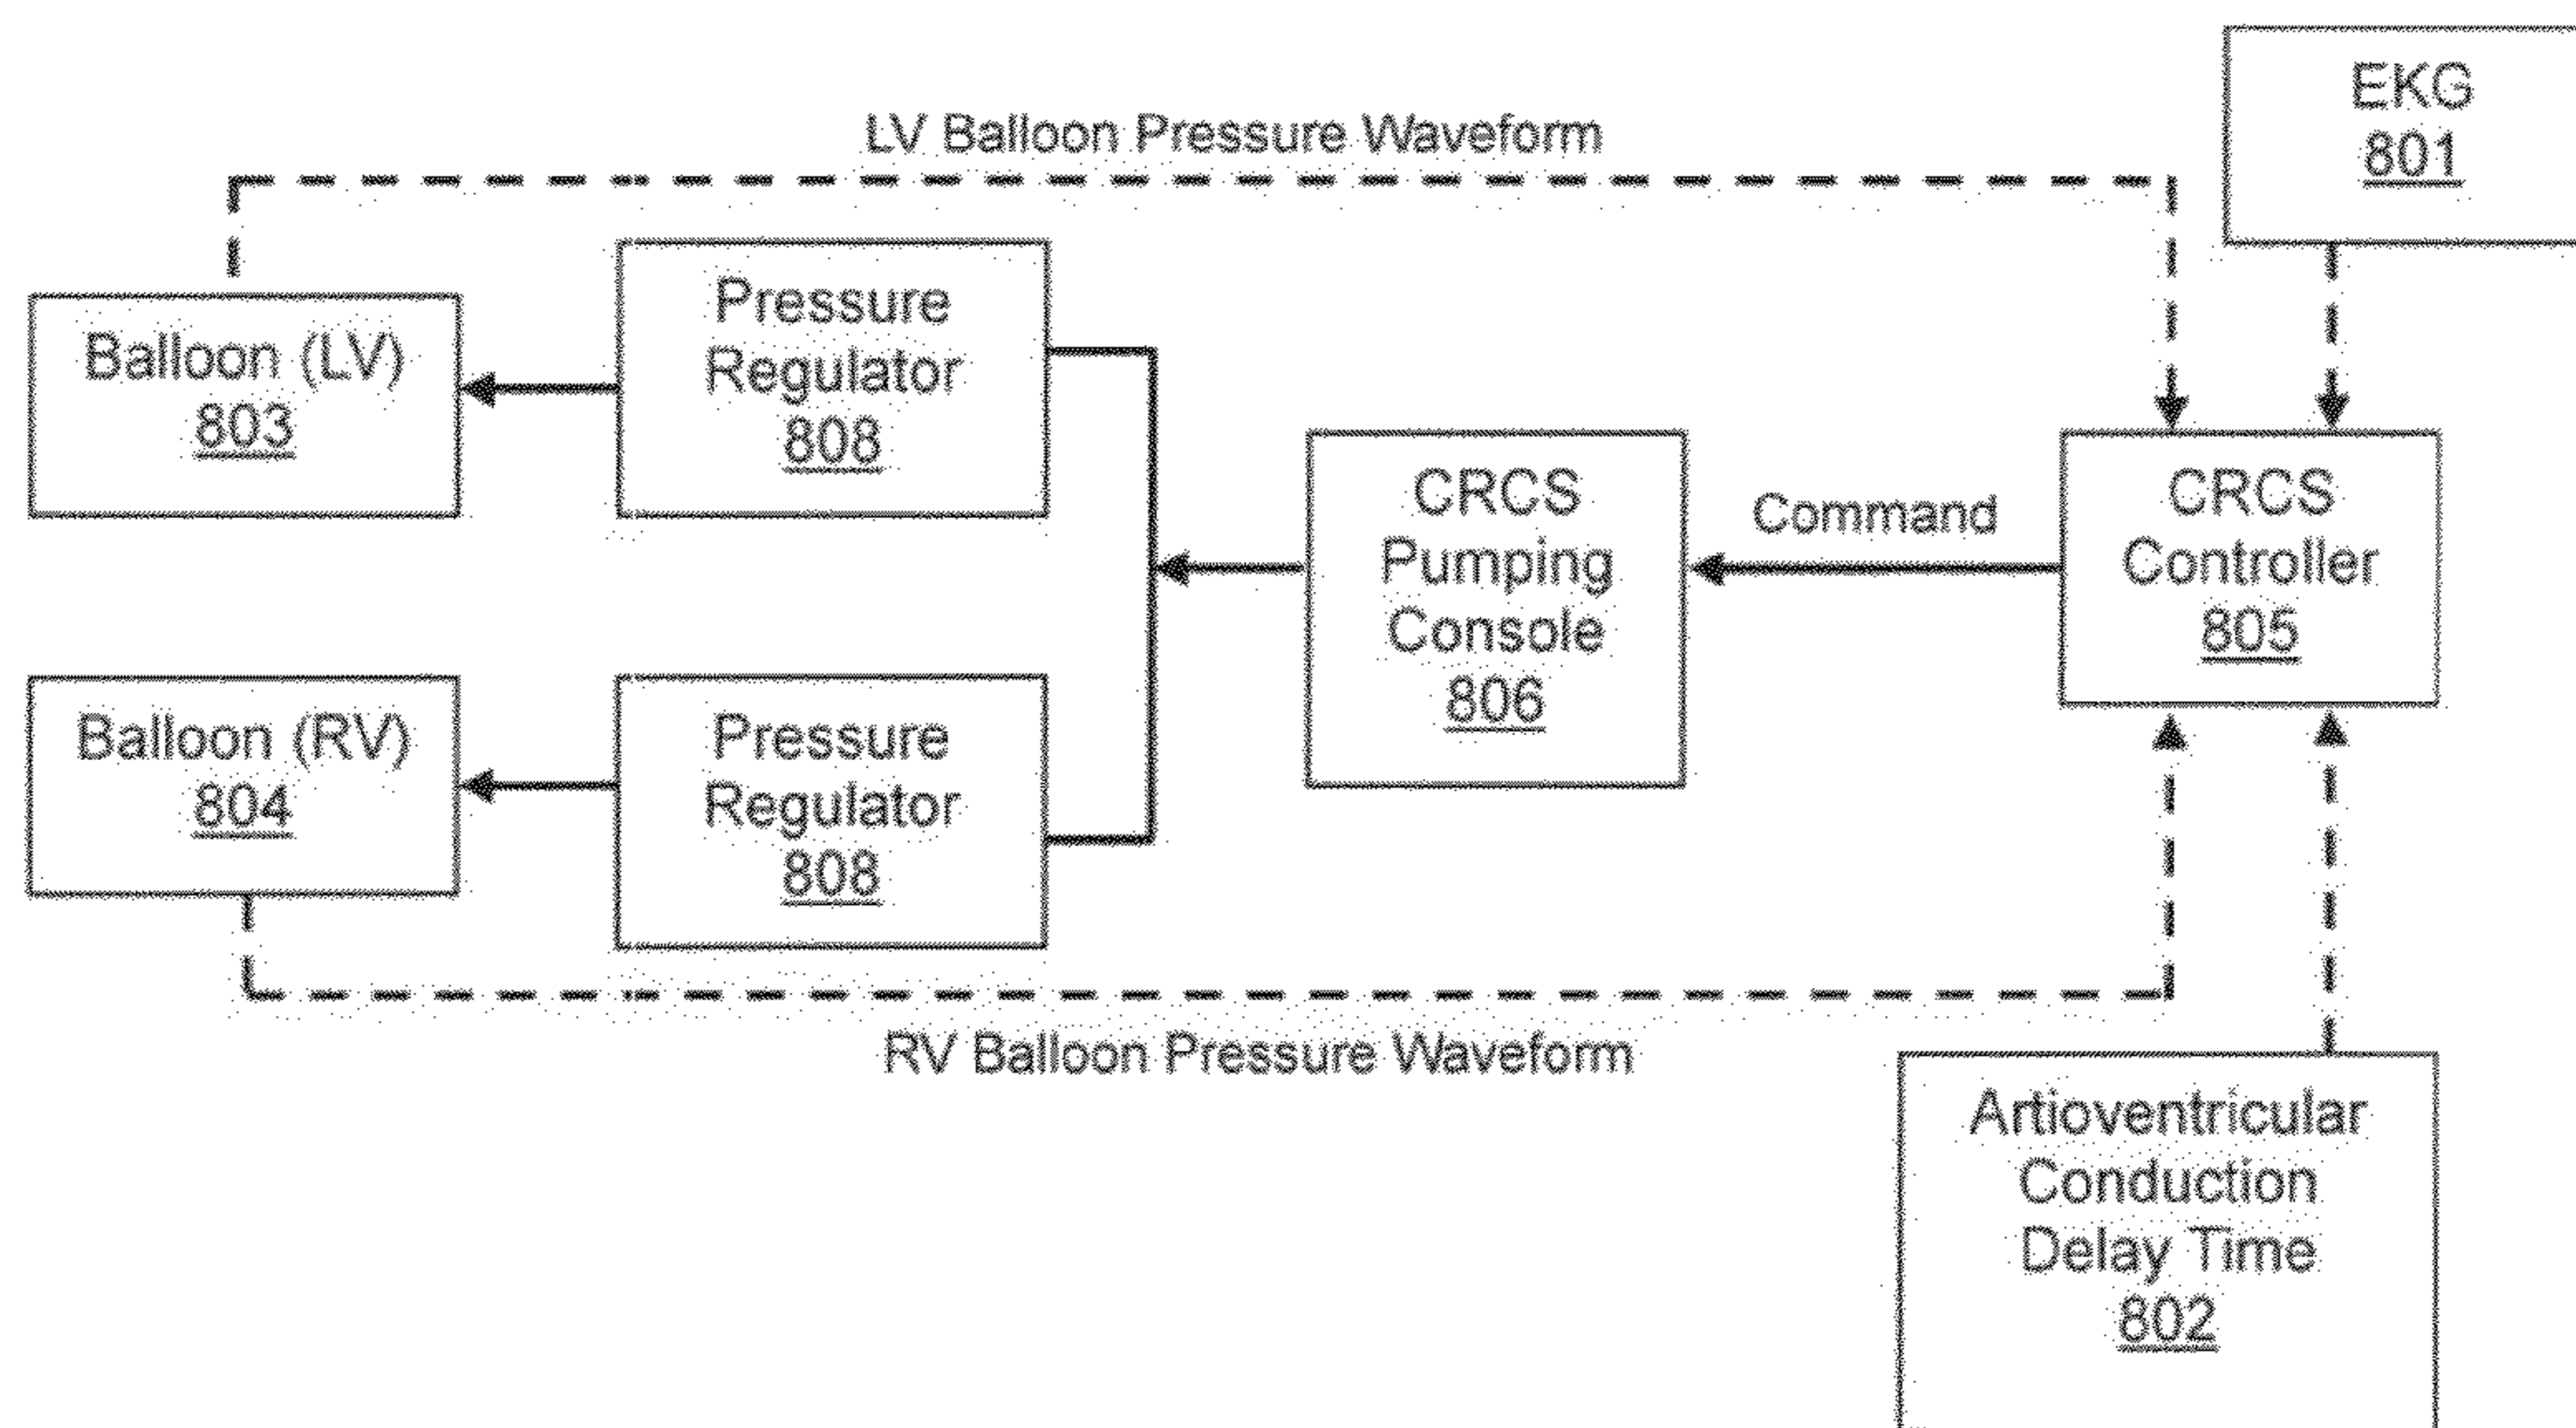 EKG
801
LV Balloon Pressure Waveform
Balloon (LV)
803
Pressure
Regulator
808
CRCS
Pumping
Console
806
Command
CRCS
Controller
805
Balloon (RV)
804
Pressure
Regulator
808
RV Balloon Pressure Waveform
Artioventricular
Conduction
Delay Time
802